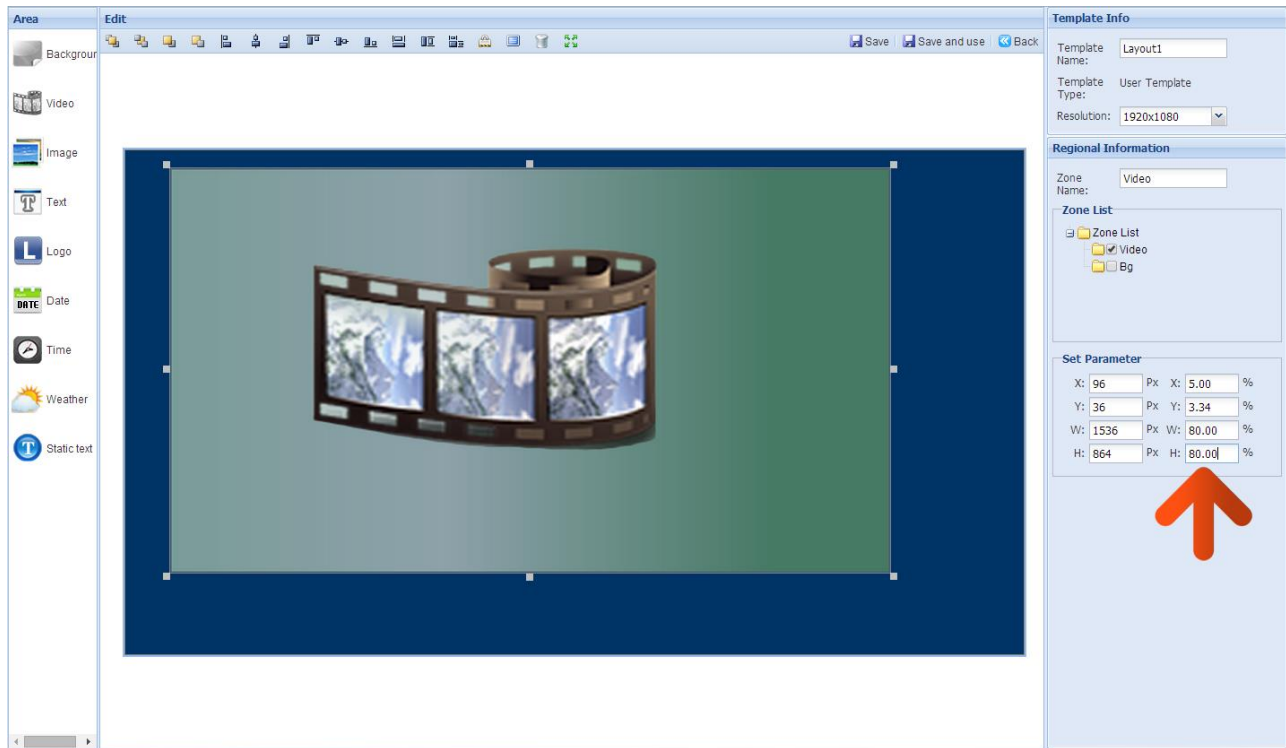 Area
Backgrour
Video
Image
T
Text
L
Logo
DATE
Date
Time
Weather
T
Static text
Edit
Save
Save and use
Back
Template Info
Template Name:
Layout1
Template Type:
User Template
Resolution:
1920x1080
Regional Information
Zone Name:
Video
Zone List
Zone List
Video
Bg
Set Parameter
X: 96 Px X: 5.00 %
Y: 36 Px Y: 3.34 %
W: 1536 Px W: 80.00 %
H: 864 Px H: 80.00 %